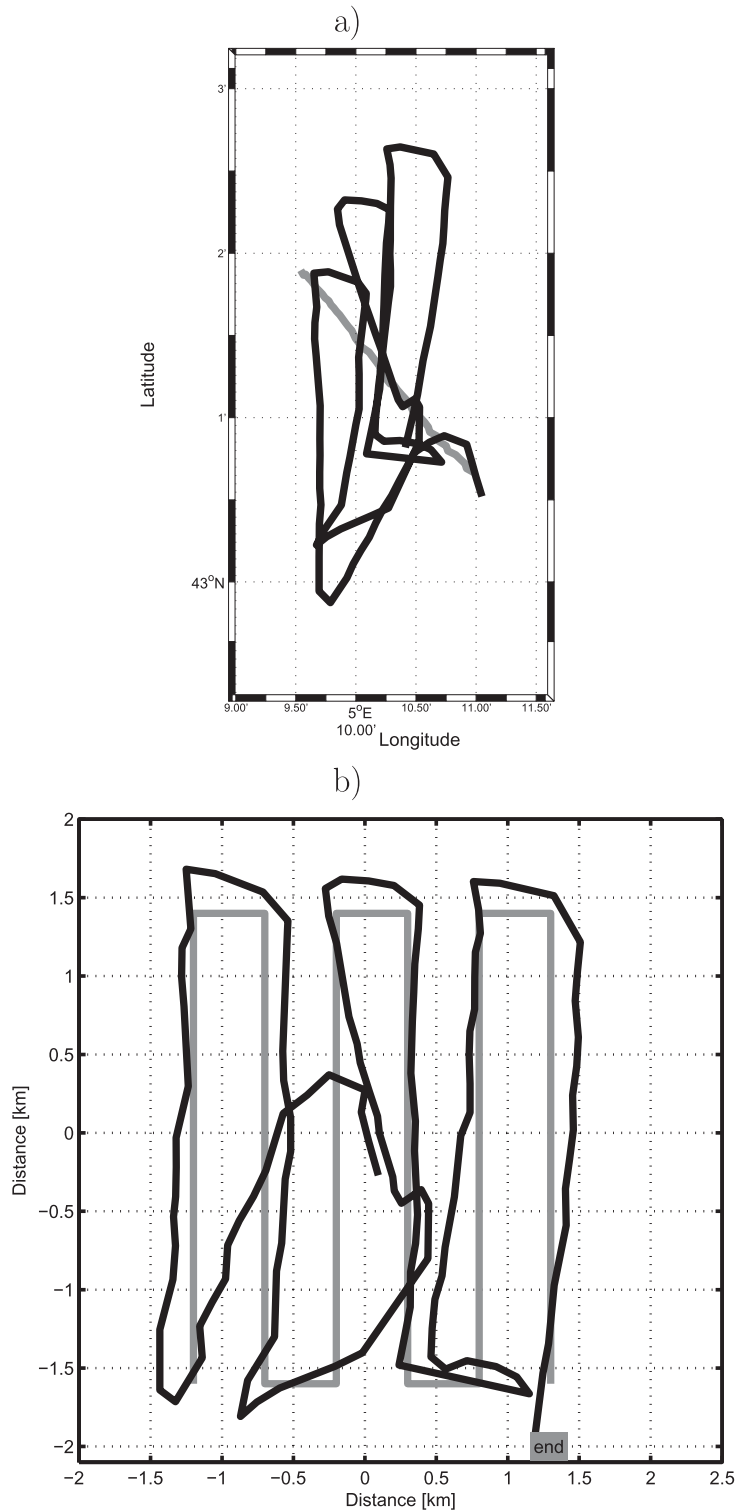 a)
3'
2'
1'
43°N
Latitude
9.00' 9.50' 5°E 10.00' 10.50' 11.00' 11.50'
Longitude
b)
2
1.5
1
0.5
0
−0.5
−1
−1.5
−2
Distance [km]
end
−2 −1.5 −1 −0.5 0 0.5 1 1.5 2 2.5
Distance [km]